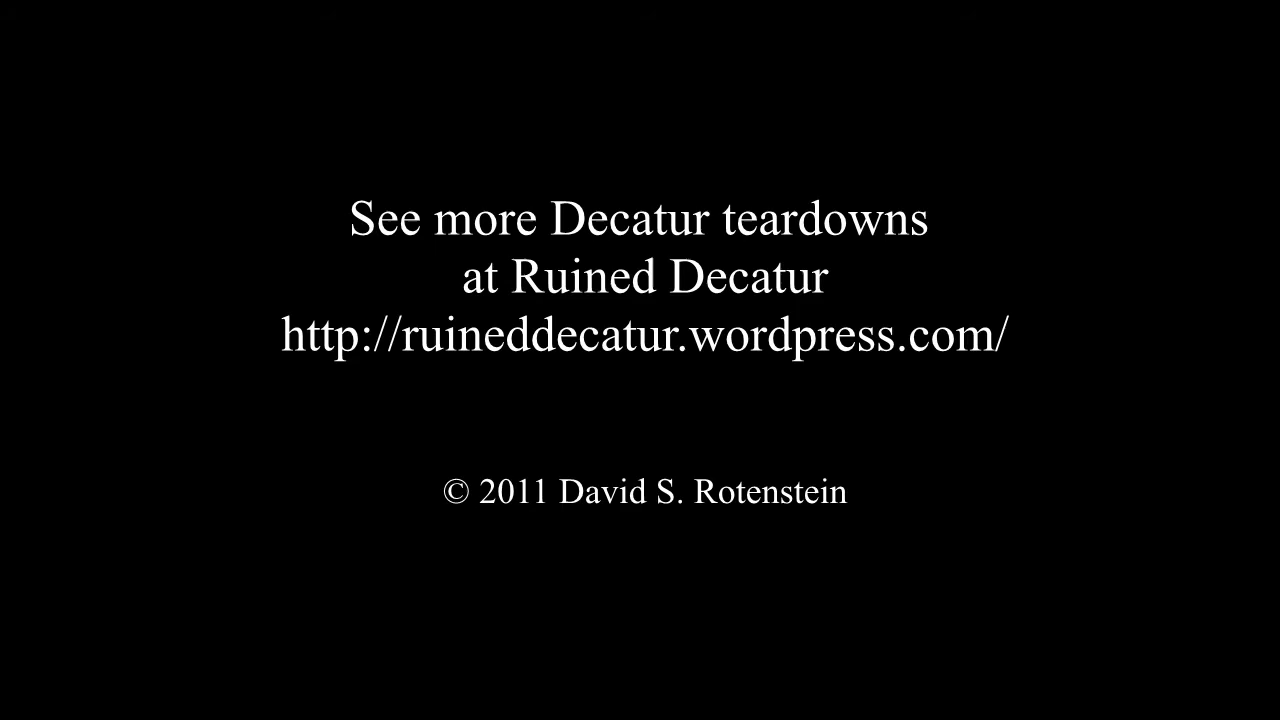 See more Decatur teardowns
at Ruined Decatur
http://ruineddecatur.wordpress.com/
© 2011 David S. Rotenstein